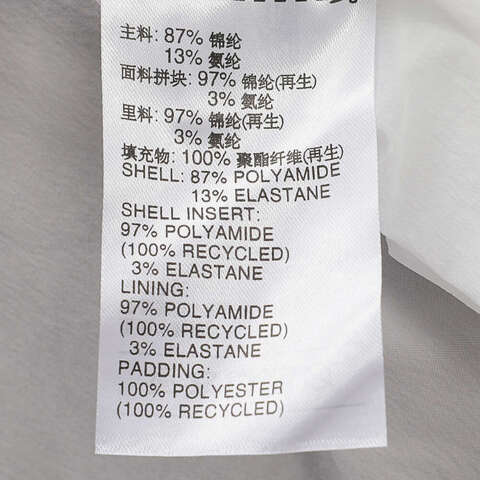 主料: 87% 锦纶
13% 氨纶
面料拼块: 97% 锦纶(再生)
3% 氨纶
里料: 97% 锦纶(再生)
3% 氨纶
填充物: 100% 聚酯纤维(再生)
SHELL: 87% POLYAMIDE
13% ELASTANE
SHELL INSERT:
97% POLYAMIDE
(100% RECYCLED)
3% ELASTANE
LINING:
97% POLYAMIDE
(100% RECYCLED)
3% ELASTANE
PADDING:
100% POLYESTER
(100% RECYCLED)